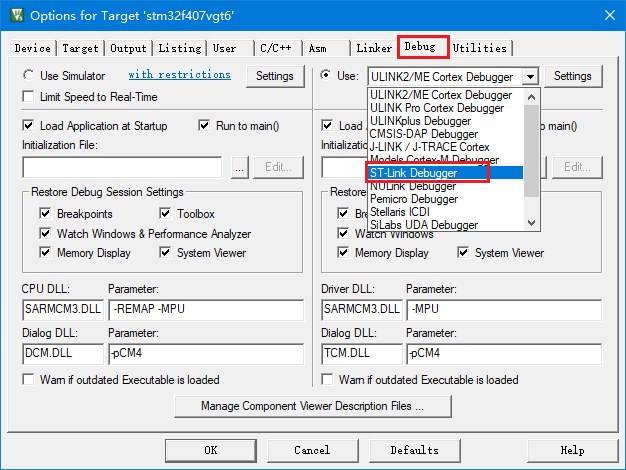 Options for Target 'stm32f407vgt6'
Device Target Output Listing User C/C++ Asm Linker Debug Utilities
Use Simulator with restrictions Settings
Limit Speed to Real-Time
Load Application at Startup Run to main()
Initialization File:
... Edit...
Restore Debug Session Settings
Breakpoints Toolbox
Watch Windows & Performance Analyzer
Memory Display System Viewer
CPU DLL: Parameter:
SARMCM3.DLL -REMAP -MPU
Dialog DLL: Parameter:
DCM.DLL -pCM4
Warn if outdated Executable is loaded
Use: ULINK2/ME Cortex Debugger Settings
ULINK2/ME Cortex Debugger
ULINK Pro Cortex Debugger
ULINKplus Debugger
CMSIS-DAP Debugger
J-LINK / J-TRACE Cortex
Models Cortex-M Debugger
ST-Link Debugger
NULink Debugger
Pemicro Debugger
Stellaris ICDI
SiLabs UDA Debugger
to main()
Edit...
Watch Windows
Memory Display System Viewer
Driver DLL: Parameter:
SARMCM3.DLL -MPU
Dialog DLL: Parameter:
TCM.DLL -pCM4
Warn if outdated Executable is loaded
Manage Component Viewer Description Files ...
OK Cancel Defaults Help